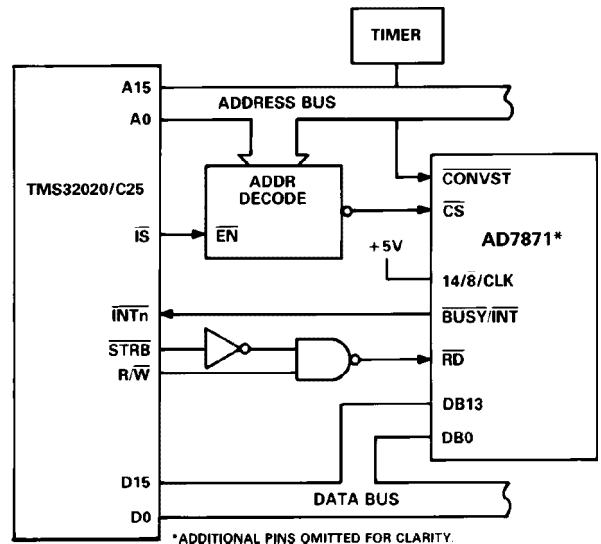 TIMER
A15
ADDRESS BUS
A0
TMS32020/C25
ADDR
DECODE
CONVST
CS
AD7871*
IS
EN
+5V
14/8/CLK
INTn
BUSY/INT
STRB
R/W
RD
DB13
DB0
D15
DATA BUS
D0
*ADDITIONAL PINS OMITTED FOR CLARITY.